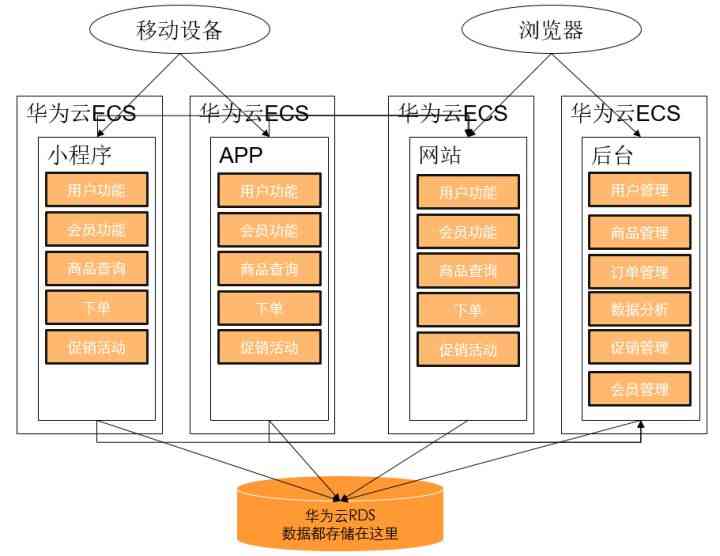 移动设备
浏览器
华为云ECS
华为云ECS
华为云ECS
华为云ECS
小程序
用户功能
会员功能
商品查询
下单
促销活动
APP
用户功能
会员功能
商品查询
下单
促销活动
网站
用户功能
会员功能
商品查询
下单
促销活动
后台
用户管理
商品管理
订单管理
数据分析
促销管理
会员管理
华为云RDS
数据都存储在这里